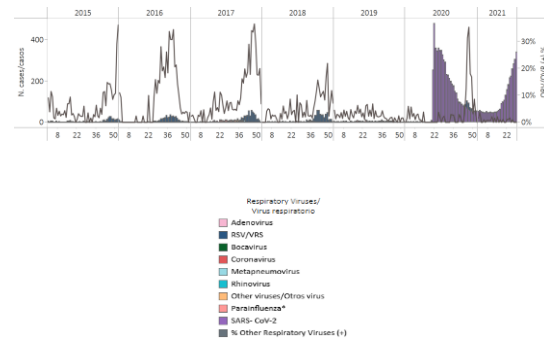 2015 2016 2017 2018 2019 2020 2021
N. cases/casos
400
200
0
30%
20%
10%
0%
8 22 36 50 8 22 36 50 8 22 36 50 8 22 36 50 8 22 36 50 8 22 36 50 8 22
Respiratory Viruses/
Virus respiratorio
Adenovirus
RSV/VRS
Bocavirus
Coronavirus
Metapneumovirus
Rhinovirus
Other viruses/Otros virus
Parainfluenza*
SARS- CoV-2
% Other Respiratory Viruses (+)